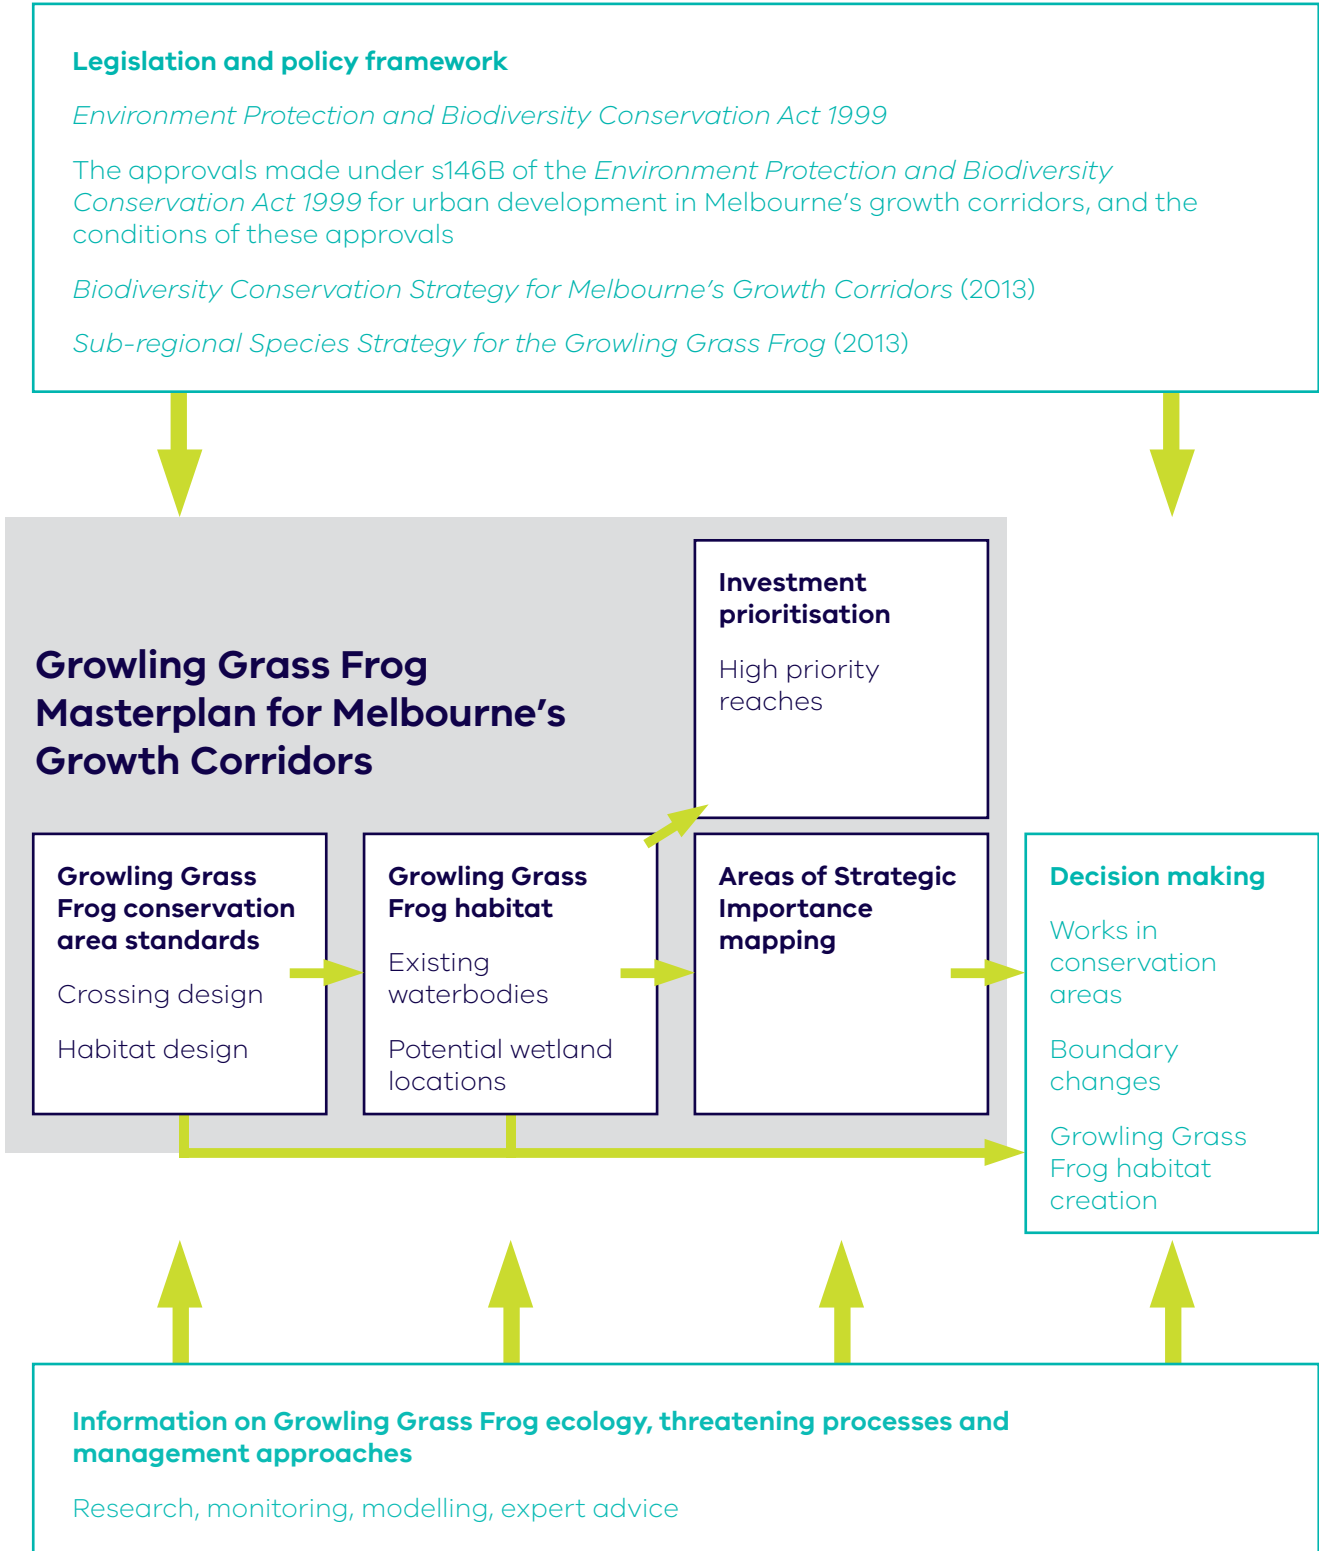 Legislation and policy framework
Environment Protection and Biodiversity Conservation Act 1999
The approvals made under s146B of the Environment Protection and Biodiversity
Conservation Act 1999 for urban development in Melbourne's growth corridors, and the
conditions of these approvals
Biodiversity Conservation Strategy for Melbourne's Growth Corridors (2013)
Sub-regional Species Strategy for the Growling Grass Frog (2013)
Growling Grass Frog
Masterplan for Melbourne's
Growth Corridors
Investment
prioritisation
High priority
reaches
Growling Grass
Frog conservation
area standards
Crossing design
Habitat design
Growling Grass
Frog habitat
Existing
waterbodies
Potential wetland
locations
Areas of Strategic
Importance
mapping
Decision making
Works in
conservation
areas
Boundary
changes
Growling Grass
Frog habitat
creation
Information on Growling Grass Frog ecology, threatening processes and
management approaches
Research, monitoring, modelling, expert advice